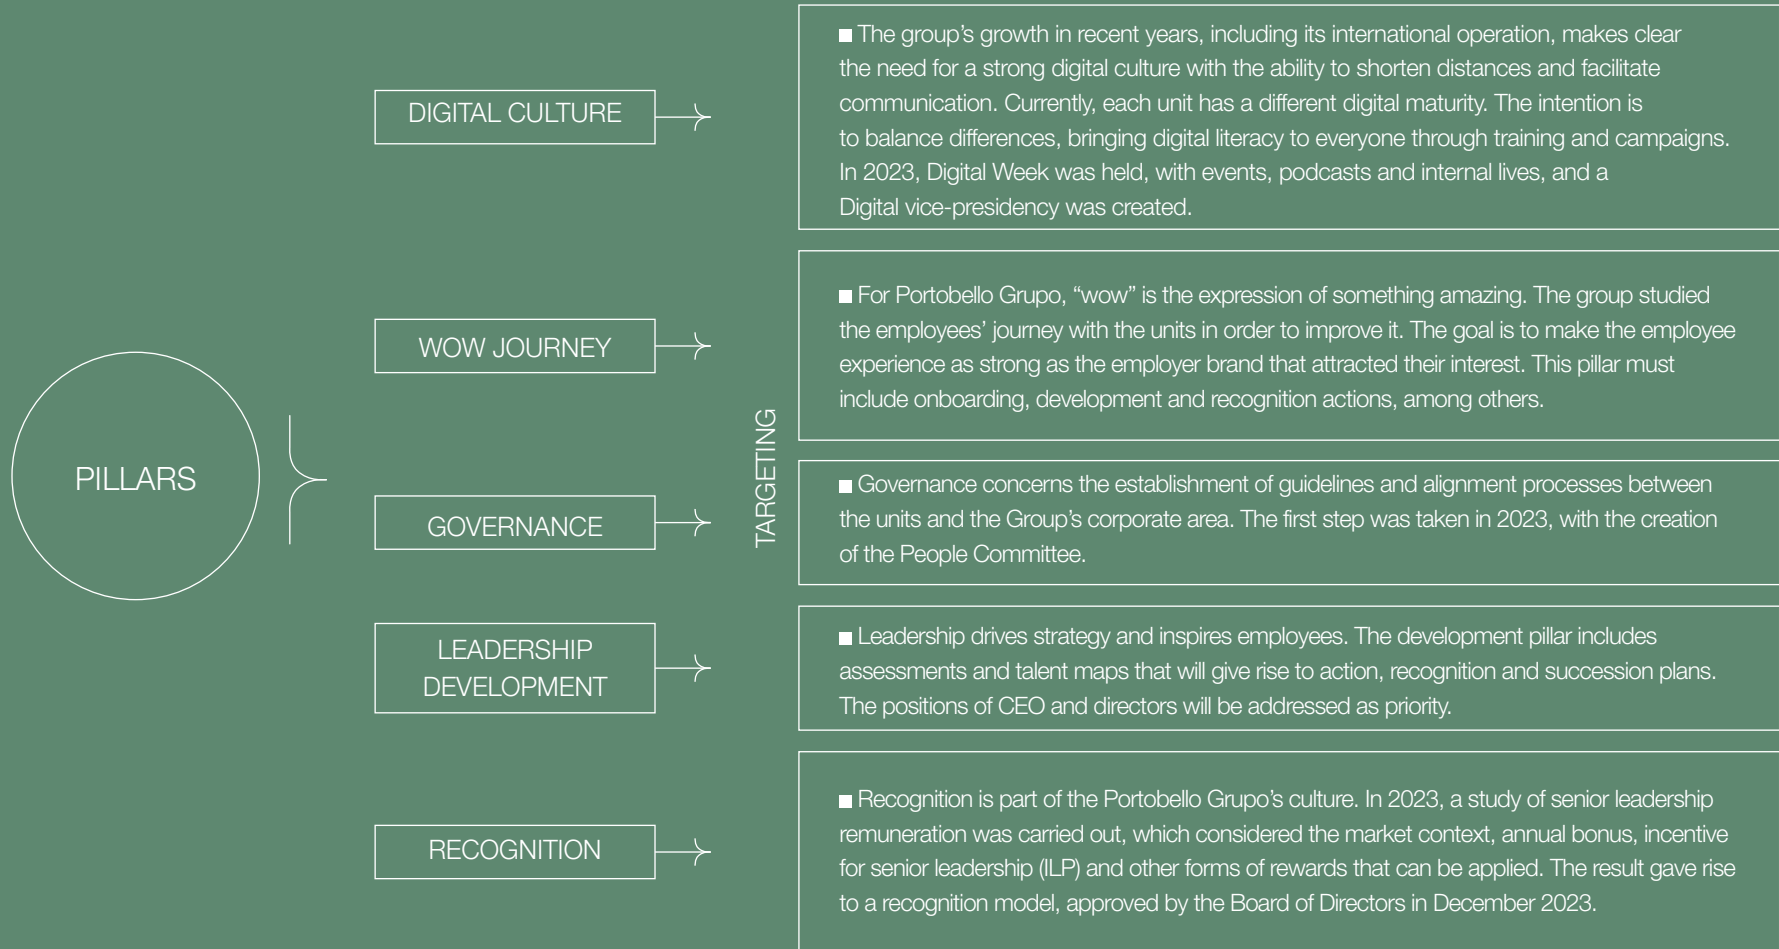 PILLARS
TARGETING
DIGITAL CULTURE
■ The group’s growth in recent years, including its international operation, makes clear
the need for a strong digital culture with the ability to shorten distances and facilitate
communication. Currently, each unit has a different digital maturity. The intention is
to balance differences, bringing digital literacy to everyone through training and campaigns.
In 2023, Digital Week was held, with events, podcasts and internal lives, and a
Digital vice-presidency was created.
WOW JOURNEY
■ For Portobello Grupo, “wow” is the expression of something amazing. The group studied
the employees’ journey with the units in order to improve it. The goal is to make the employee
experience as strong as the employer brand that attracted their interest. This pillar must
include onboarding, development and recognition actions, among others.
GOVERNANCE
■ Governance concerns the establishment of guidelines and alignment processes between
the units and the Group’s corporate area. The first step was taken in 2023, with the creation
of the People Committee.
LEADERSHIP
DEVELOPMENT
■ Leadership drives strategy and inspires employees. The development pillar includes
assessments and talent maps that will give rise to action, recognition and succession plans.
The positions of CEO and directors will be addressed as priority.
RECOGNITION
■ Recognition is part of the Portobello Grupo’s culture. In 2023, a study of senior leadership
remuneration was carried out, which considered the market context, annual bonus, incentive
for senior leadership (ILP) and other forms of rewards that can be applied. The result gave rise
to a recognition model, approved by the Board of Directors in December 2023.